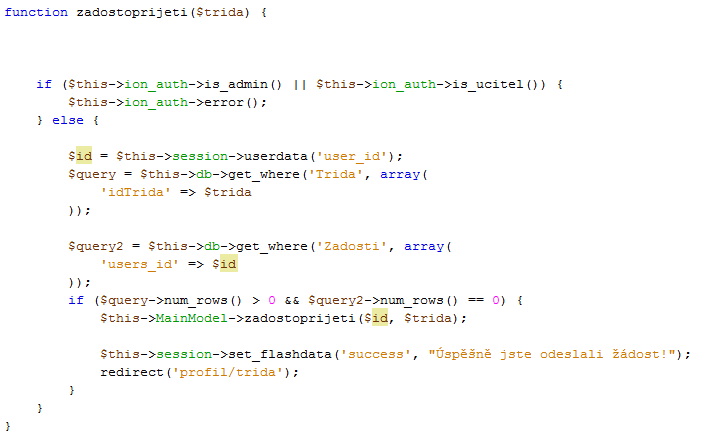 function zadostoprijeti($trida) {
if ($this->ion_auth->is_admin() || $this->ion_auth->is_ucitel()) {
$this->ion_auth->error();
} else {
$id = $this->session->userdata('user_id');
$query = $this->db->get_where('Trida', array(
'idTrida' => $trida
));
$query2 = $this->db->get_where('Zadosti', array(
'users_id' => $id
));
if ($query->num_rows() > 0 && $query2->num_rows() == 0) {
$this->MainModel->zadostoprijeti($id, $trida);
$this->session->set_flashdata('success', "Úspěšně jste odeslali žádost!");
redirect('profil/trida');
}
}
}